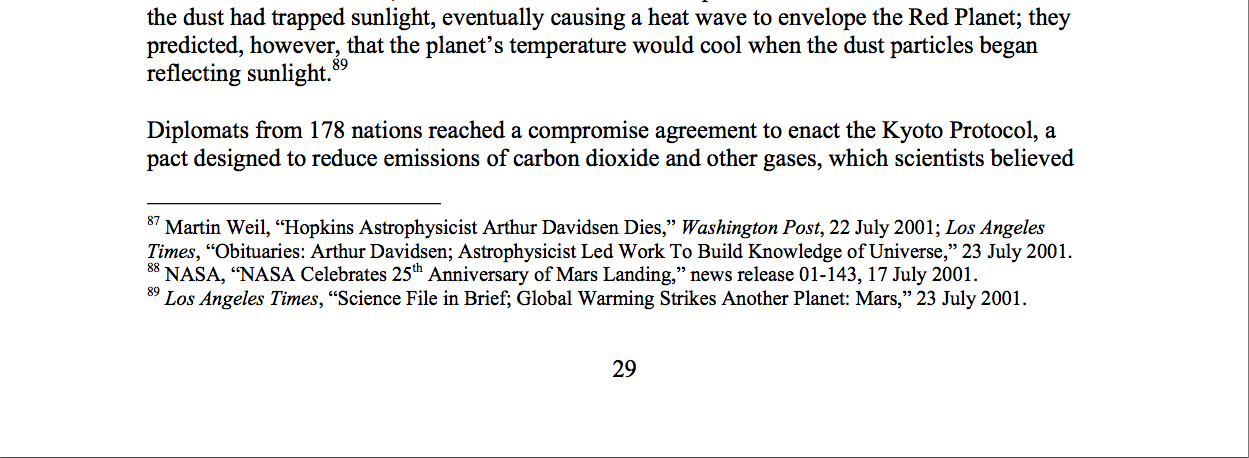 the dust had trapped sunlight, eventually causing a heat wave to envelope the Red Planet; they
predicted, however, that the planet’s temperature would cool when the dust particles began
reflecting sunlight.89
Diplomats from 178 nations reached a compromise agreement to enact the Kyoto Protocol, a
pact designed to reduce emissions of carbon dioxide and other gases, which scientists believed
87 Martin Weil, “Hopkins Astrophysicist Arthur Davidsen Dies,” Washington Post, 22 July 2001; Los Angeles
Times, “Obituaries: Arthur Davidsen; Astrophysicist Led Work To Build Knowledge of Universe,” 23 July 2001.
88 NASA, “NASA Celebrates 25th Anniversary of Mars Landing,” news release 01-143, 17 July 2001.
89 Los Angeles Times, “Science File in Brief; Global Warming Strikes Another Planet: Mars,” 23 July 2001.
29